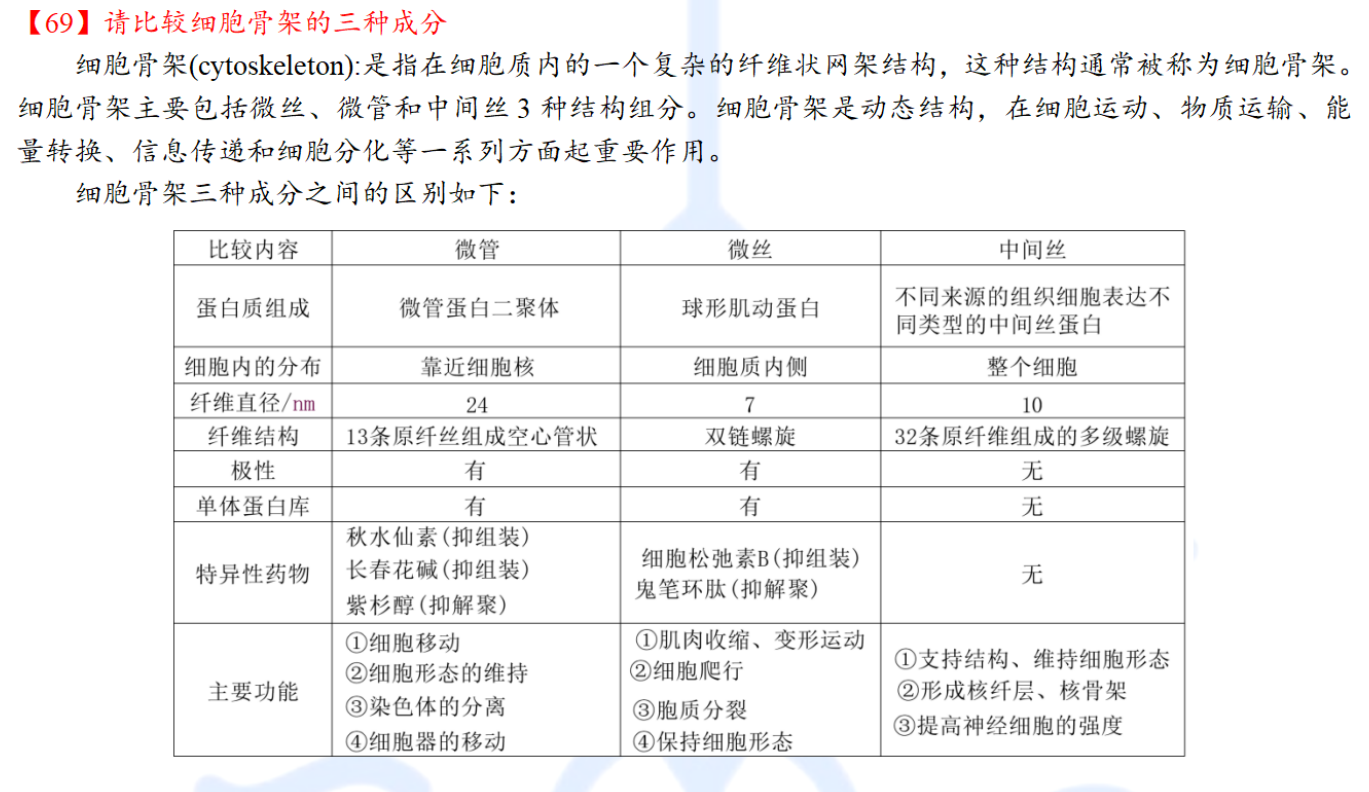 【69】请比较细胞骨架的三种成分
细胞骨架(cytoskeleton):是指在细胞质内的一个复杂的纤维状网架结构，这种结构通常被称为细胞骨架。
细胞骨架主要包括微丝、微管和中间丝 3 种结构组分。细胞骨架是动态结构，在细胞运动、物质运输、能
量转换、信息传递和细胞分化等一系列方面起重要作用。
细胞骨架三种成分之间的区别如下：
比较内容 微管 微丝 中间丝
蛋白质组成 微管蛋白二聚体 球形肌动蛋白 不同来源的组织细胞表达不
同类型的中间丝蛋白
细胞内的分布 靠近细胞核 细胞质内侧 整个细胞
纤维直径/nm 24 7 10
纤维结构 13条原纤丝组成空心管状 双链螺旋 32条原纤维组成的多级螺旋
极性 有 有 无
单体蛋白库 有 有 无
特异性药物
秋水仙素(抑组装)
长春花碱(抑组装)
紫杉醇(抑解聚)
细胞松弛素B(抑组装)
鬼笔环肽(抑解聚)
无
主要功能
①细胞移动
②细胞形态的维持
③染色体的分离
④细胞器的移动
①肌肉收缩、变形运动
②细胞爬行
③胞质分裂
④保持细胞形态
①支持结构、维持细胞形态
②形成核纤层、核骨架
③提高神经细胞的强度